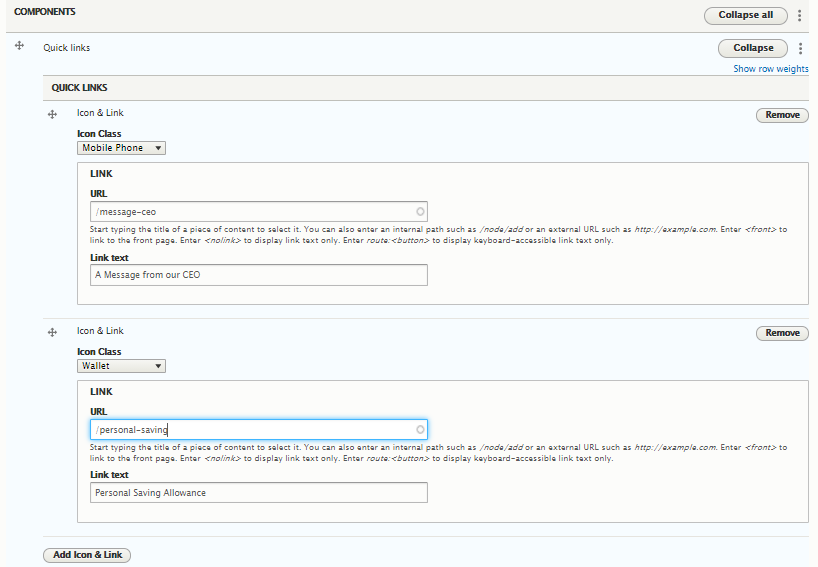 COMPONENTS
Collapse all
Quick links
Collapse
Show row weights
QUICK LINKS
Icon & Link
Remove
Icon Class
Mobile Phone
LINK
URL
/message-ceo
Start typing the title of a piece of content to select it. You can also enter an internal path such as /node/add or an external URL such as http://example.com. Enter <front> to
link to the front page. Enter <nolink> to display link text only. Enter route:<button> to display keyboard-accessible link text only.
Link text
A Message from our CEO
Icon & Link
Remove
Icon Class
Wallet
LINK
URL
/personal-saving
Start typing the title of a piece of content to select it. You can also enter an internal path such as /node/add or an external URL such as http://example.com. Enter <front> to
link to the front page. Enter <nolink> to display link text only. Enter route:<button> to display keyboard-accessible link text only.
Link text
Personal Saving Allowance
Add Icon & Link